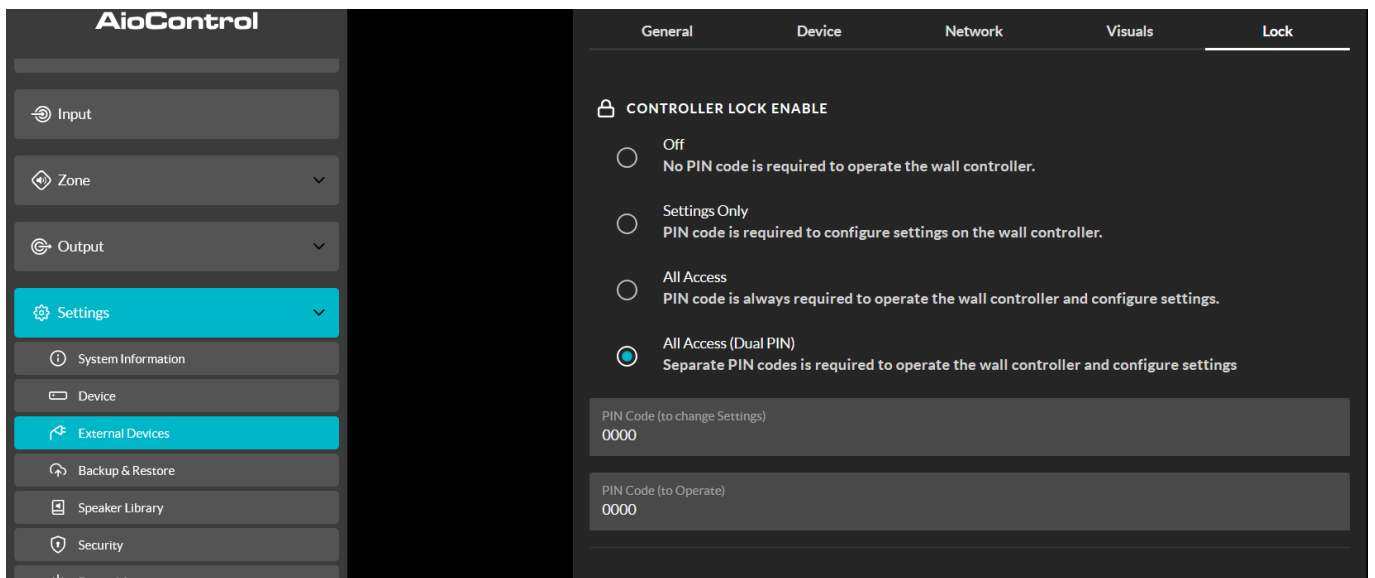 AioControl
Input
Zone
Output
Settings
System Information
Device
External Devices
Backup & Restore
Speaker Library
Security
General
Device
Network
Visuals
Lock
CONTROLLER LOCK ENABLE
Off
No PIN code is required to operate the wall controller.
Settings Only
PIN code is required to configure settings on the wall controller.
All Access
PIN code is always required to operate the wall controller and configure settings.
All Access (Dual PIN)
Separate PIN codes is required to operate the wall controller and configure settings
PIN Code (to change Settings)
0000
PIN Code (to Operate)
0000